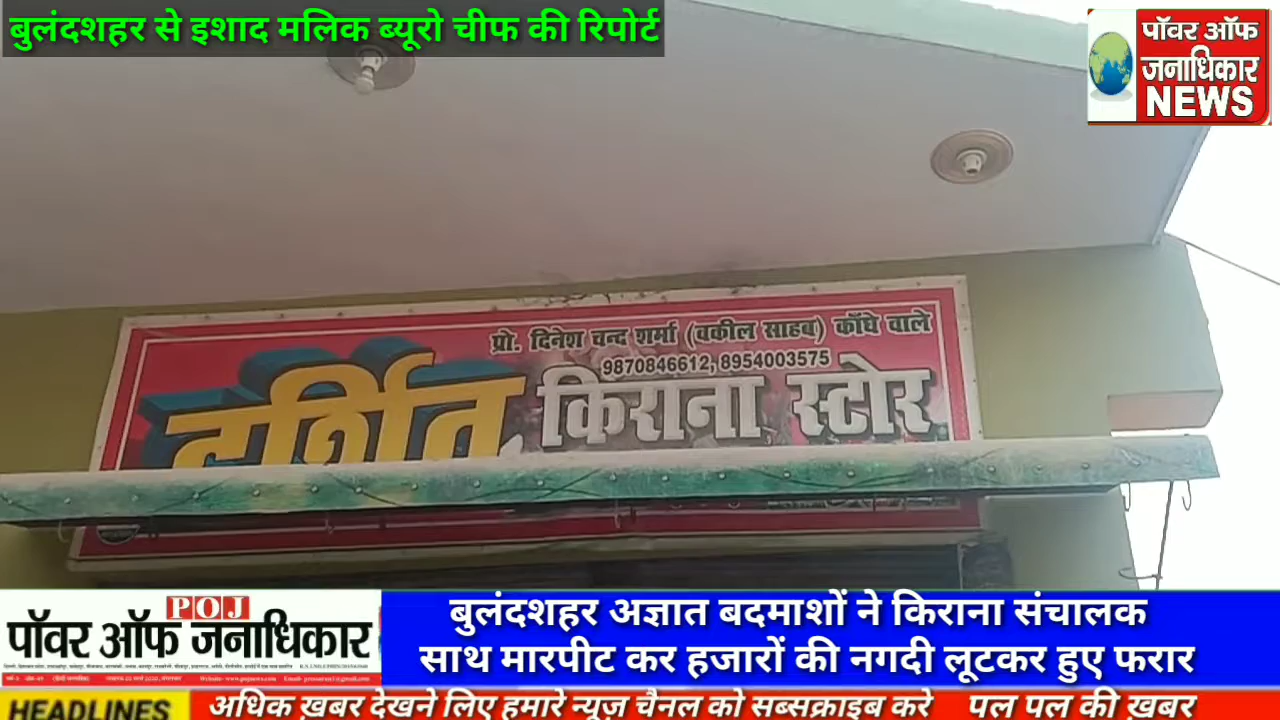 बुलंदशहर से इशाद मलिक ब्यूरो चीफ की रिपोर्ट
पॉवर ऑफ
जनाधिकार
NEWS
प्रो. दिनेश चन्द शर्मा (वकील साहब) काँघे वाले
9870846612, 8954003575
दर्शित किराना स्टोर
POJ
पॉवर ऑफ जनाधिकार
बुलंदशहर अज्ञात बदमाशों ने किराना संचालक
साथ मारपीट कर हजारों की नगदी लूटकर हुए फरार
HEADLINES
अधिक ख़बर देखने लिए हमारे न्यूज़ चैनल को सब्सक्राइब करे पल पल की ख़बर